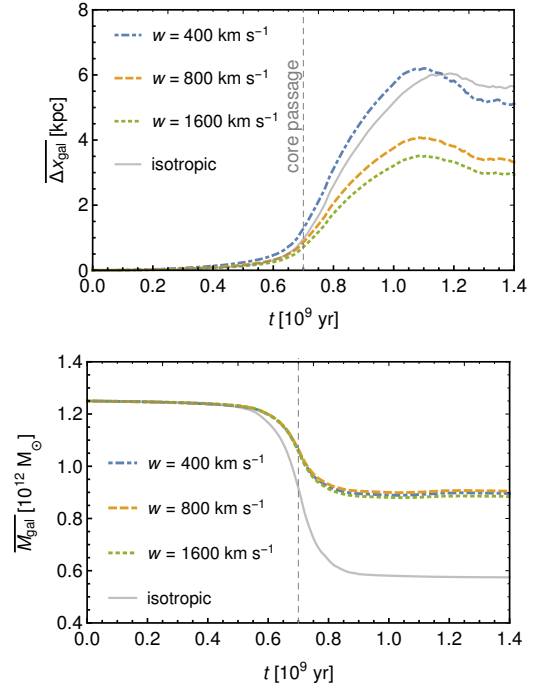 8
6
4
2
0
Δx_gal [kpc]
w = 400 km s⁻¹
w = 800 km s⁻¹
w = 1600 km s⁻¹
isotropic
core passage
0.0 0.2 0.4 0.6 0.8 1.0 1.2 1.4
t [10⁹ yr]
1.4
1.2
1.0
0.8
0.6
0.4
M_gal [10¹² M⊙]
w = 400 km s⁻¹
w = 800 km s⁻¹
w = 1600 km s⁻¹
isotropic
0.0 0.2 0.4 0.6 0.8 1.0 1.2 1.4
t [10⁹ yr]